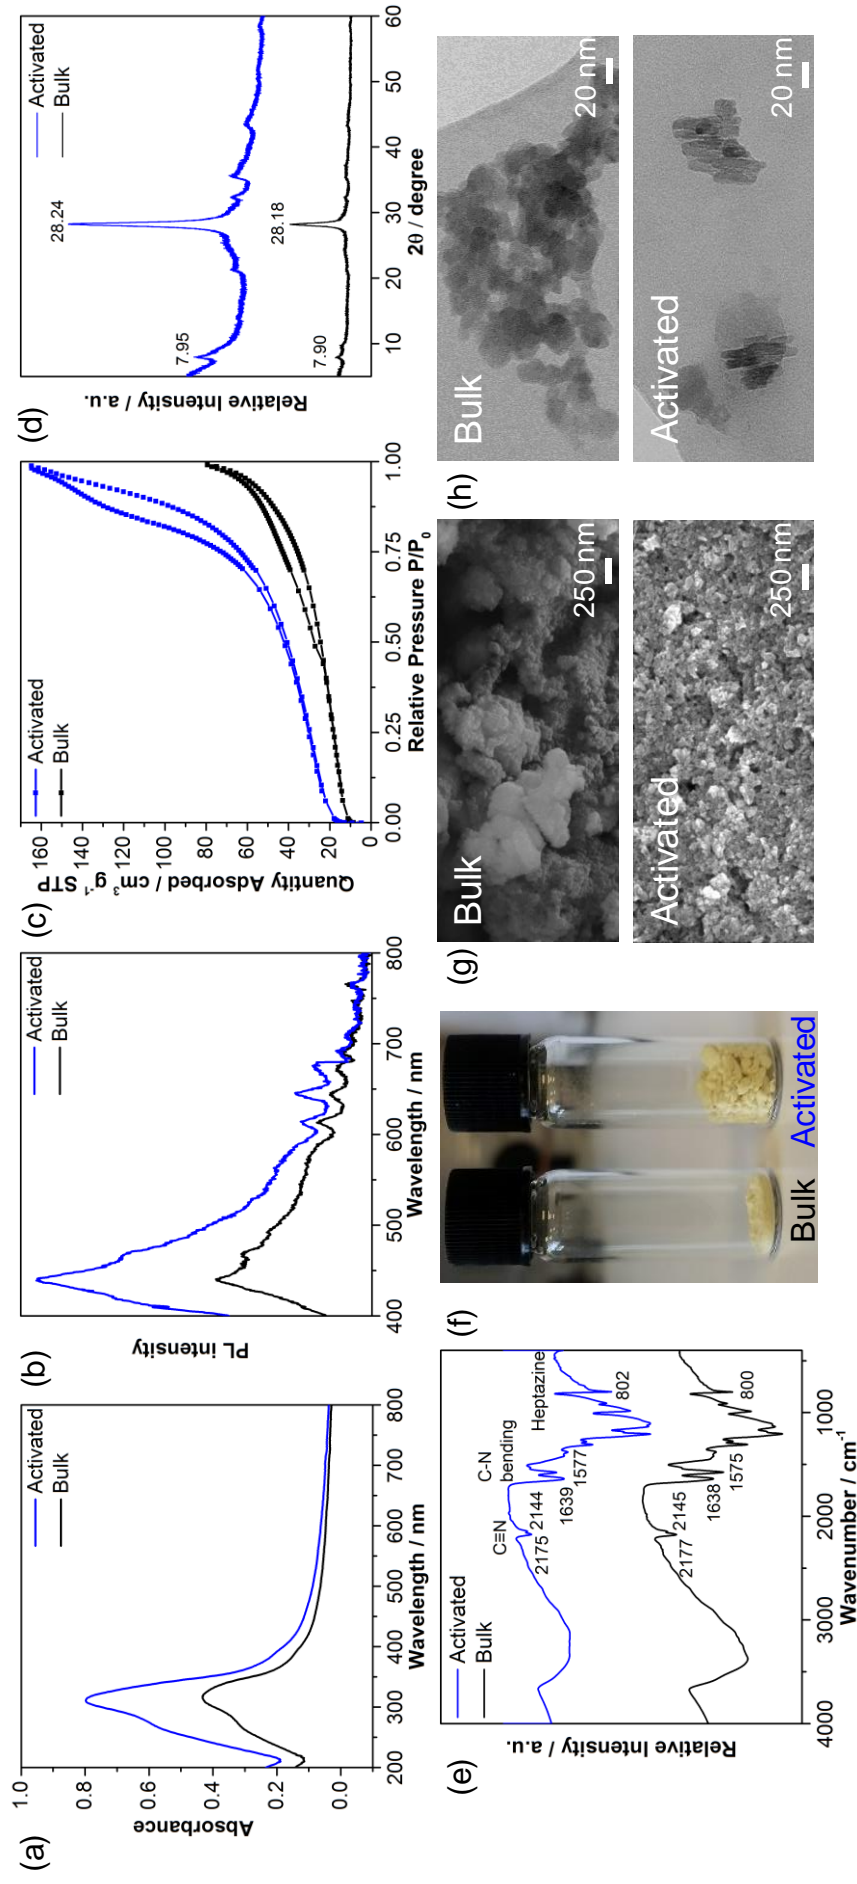 (a)
Absorbance
1.0
0.8
0.6
0.4
0.2
0.0
Activated
Bulk
200 300 400 500 600 700 800
Wavelength / nm
(b)
PL intensity
Activated
Bulk
400 500 600 700 800
Wavelength / nm
(c)
Quantity Adsorbed / cm³ g⁻¹ STP
160
140
120
100
80
60
40
20
0
Activated
Bulk
0.00 0.25 0.50 0.75 1.00
Relative Pressure P/P₀
(d)
Relative Intensity / a.u.
Activated
Bulk
28.24
7.95
28.18
7.90
10 20 30 40 50 60
2θ / degree
(e)
Relative Intensity / a.u.
Activated
Bulk
C≡N
C-N
bending
Heptazine
2175
2144
1639
1577
802
2177
2145
1638
1575
800
4000 3000 2000 1000
Wavenumber / cm⁻¹
(f)
Bulk Activated
(g)
Bulk
250 nm
Activated
250 nm
(h)
Bulk
20 nm
Activated
20 nm